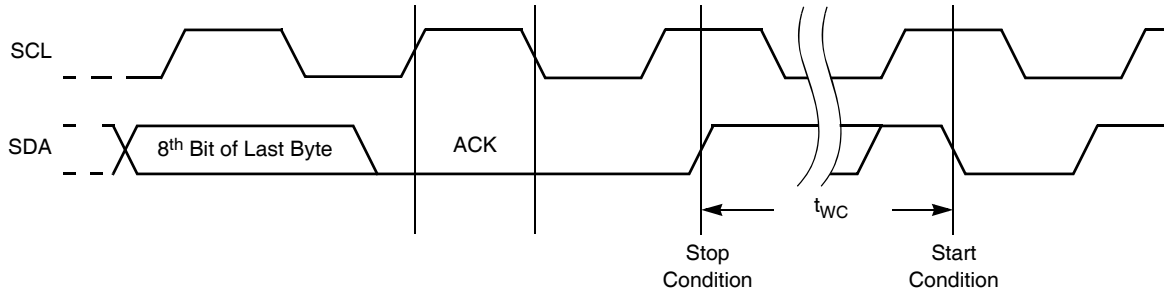 SCL
SDA
8th Bit of Last Byte
ACK
tWC
Stop
Condition
Start
Condition